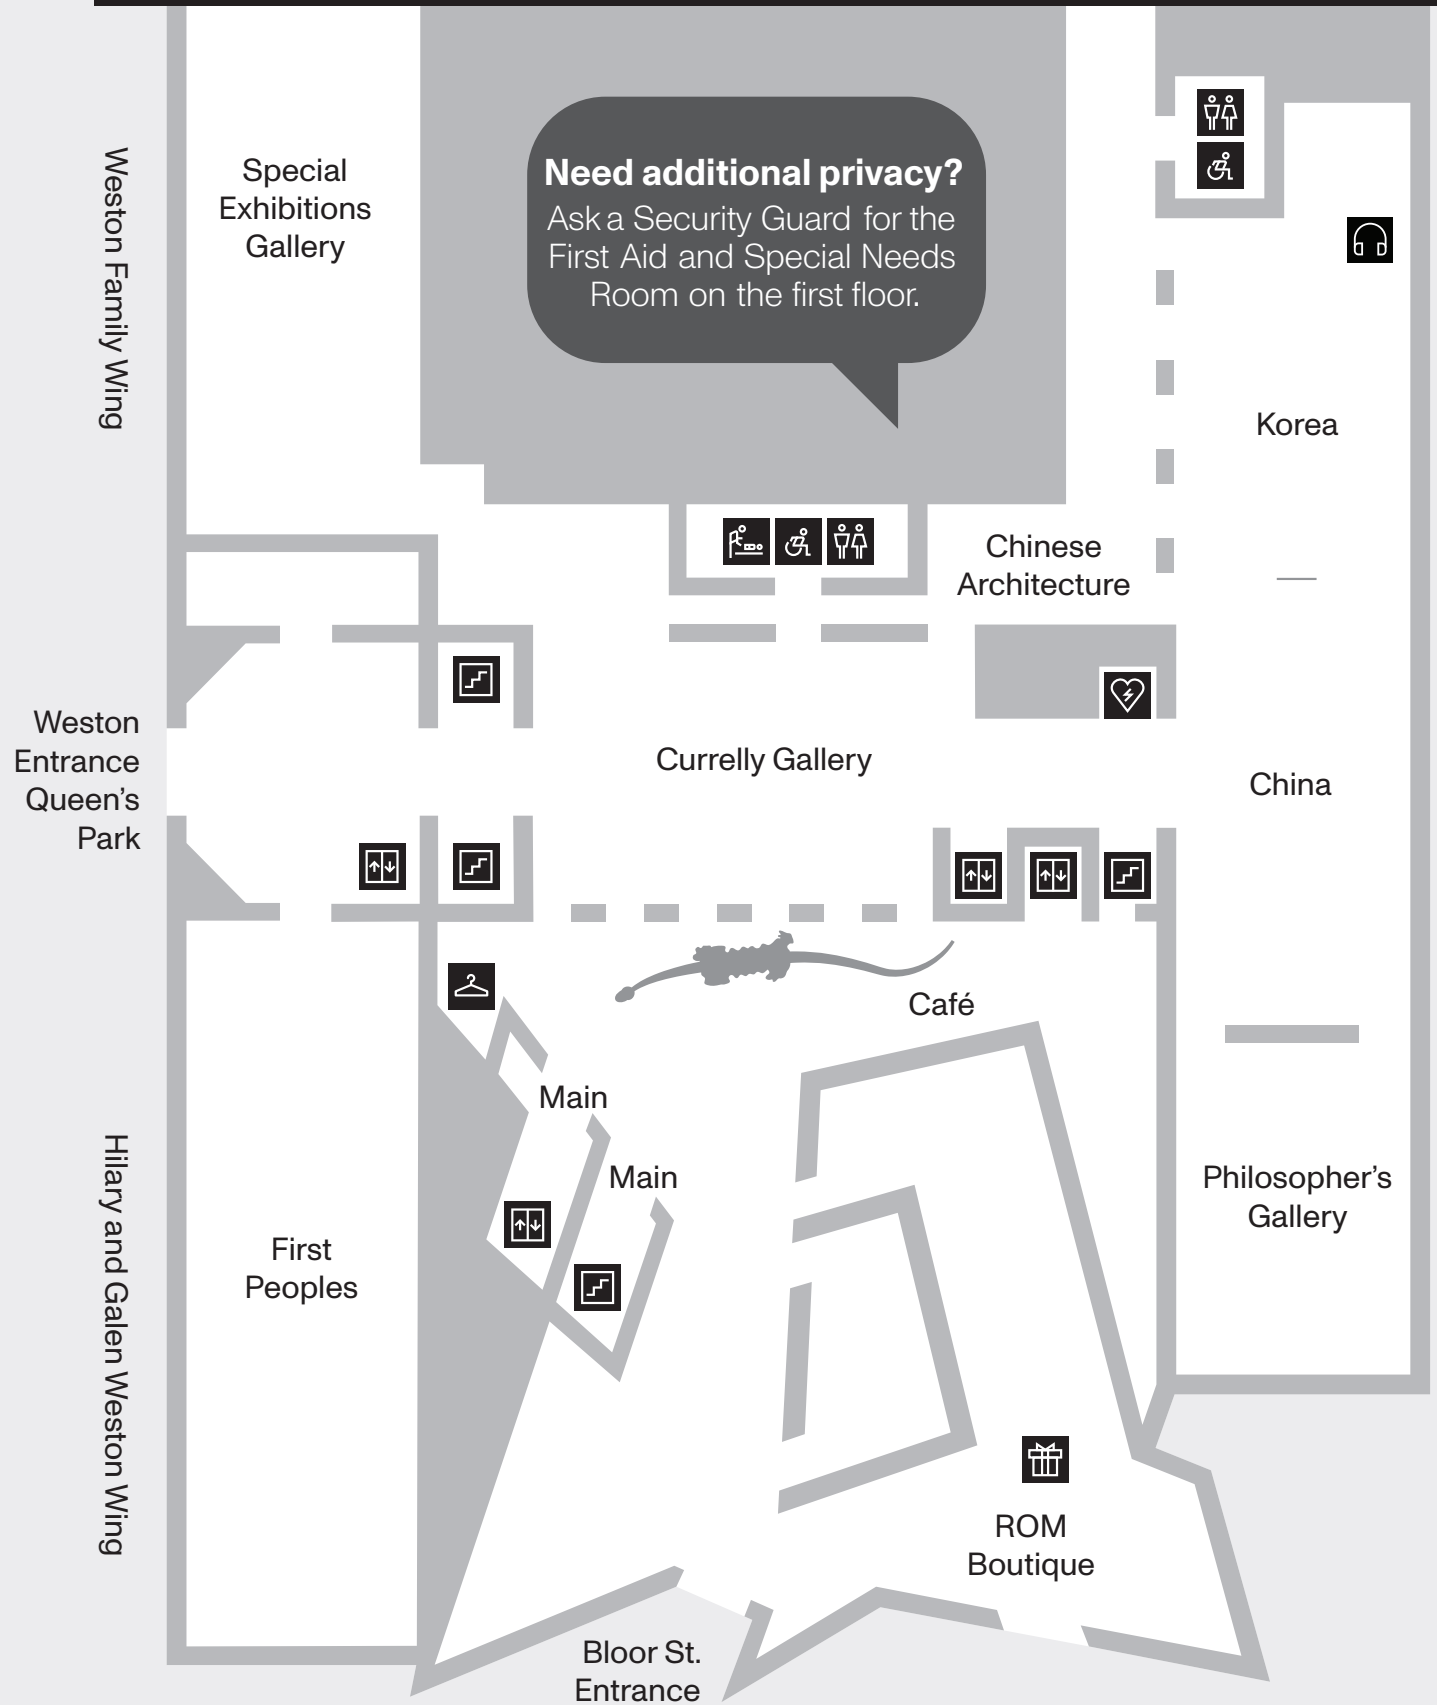 Need additional privacy?
Ask a Security Guard for the
First Aid and Special Needs
Room on the first floor.
Special
Exhibitions
Gallery
Weston Family Wing
Korea
Chinese
Architecture
Weston
Entrance
Queen's
Park
Currelly Gallery
China
Café
Main
Main
Philosopher's
Gallery
First
Peoples
Hilary and Galen Weston Wing
ROM
Boutique
Bloor St.
Entrance